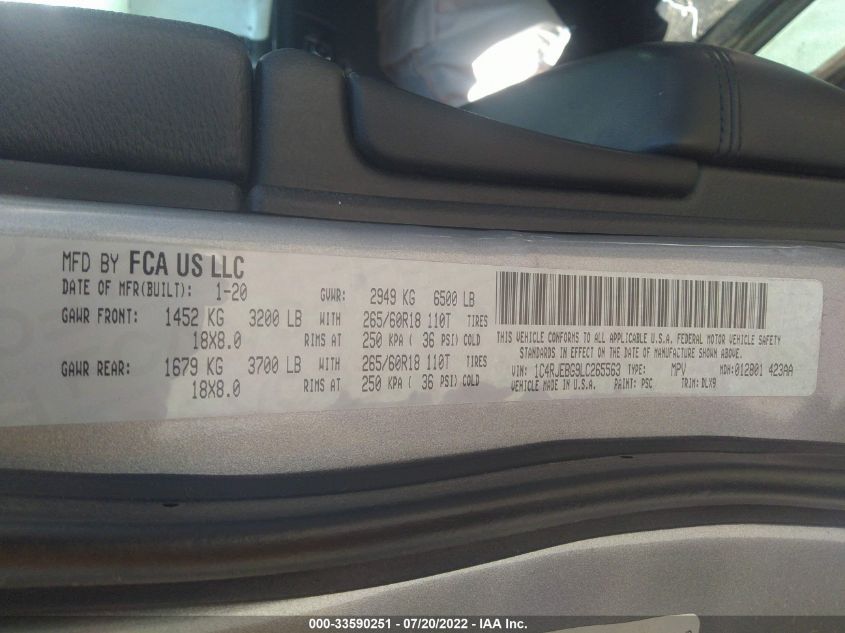 MFD BY FCA US LLC
DATE OF MFR(BUILT): 1-20 GVWR: 2949 KG 6500 LB
GAWR FRONT: 1452 KG 3200 LB WITH 265/60R18 110T TIRES
18X8.0 RIMS AT 250 KPA ( 36 PSI) COLD
GAWR REAR: 1679 KG 3700 LB WITH 265/60R18 110T TIRES
18X8.0 RIMS AT 250 KPA ( 36 PSI) COLD
THIS VEHICLE CONFORMS TO ALL APPLICABLE U.S.A. FEDERAL MOTOR VEHICLE SAFETY
STANDARDS IN EFFECT ON THE DATE OF MANUFACTURE SHOWN ABOVE.
VIN: 1C4RJEBG9LC265563 TYPE: MPV MDH: 012801 423AA
VEHICLE MADE IN U.S.A. PAINT: PSC TRIM: DLX9
000-33590251 - 07/20/2022 - IAA Inc.